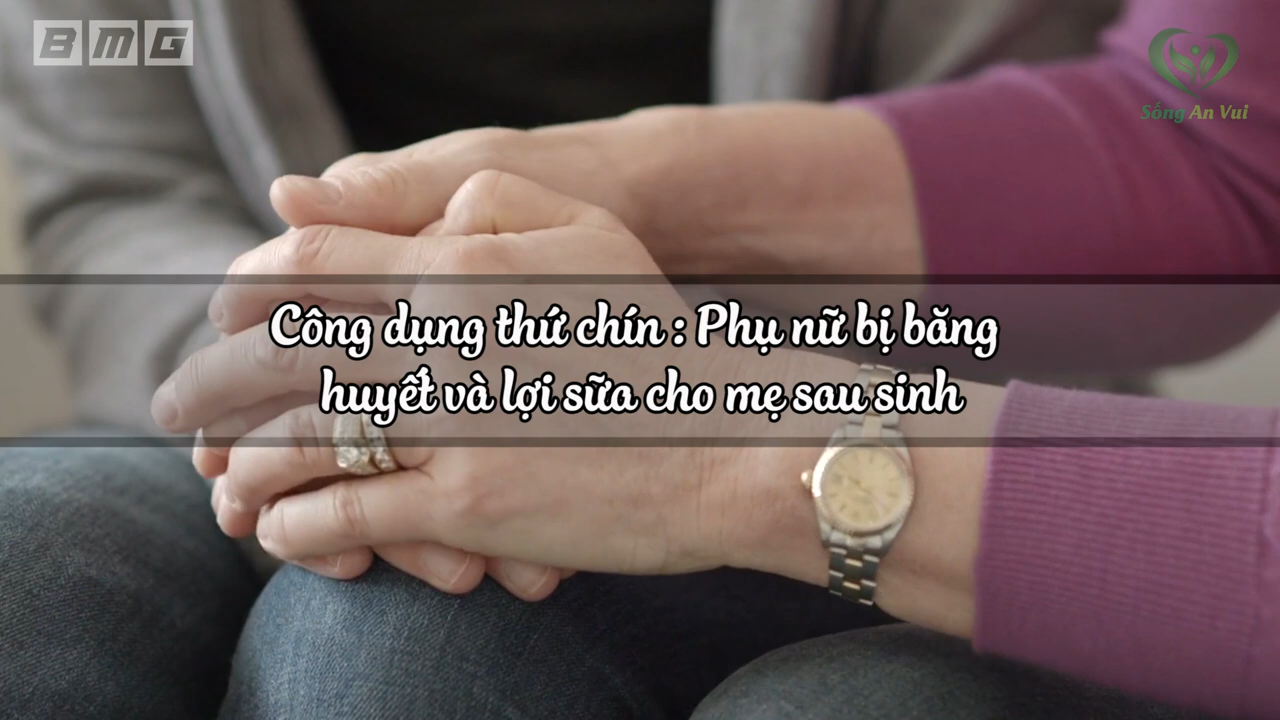 BMG
Sống An Vui
Công dụng thứ chín : Phụ nữ bị băng
huyết và lợi sữa cho mẹ sau sinh